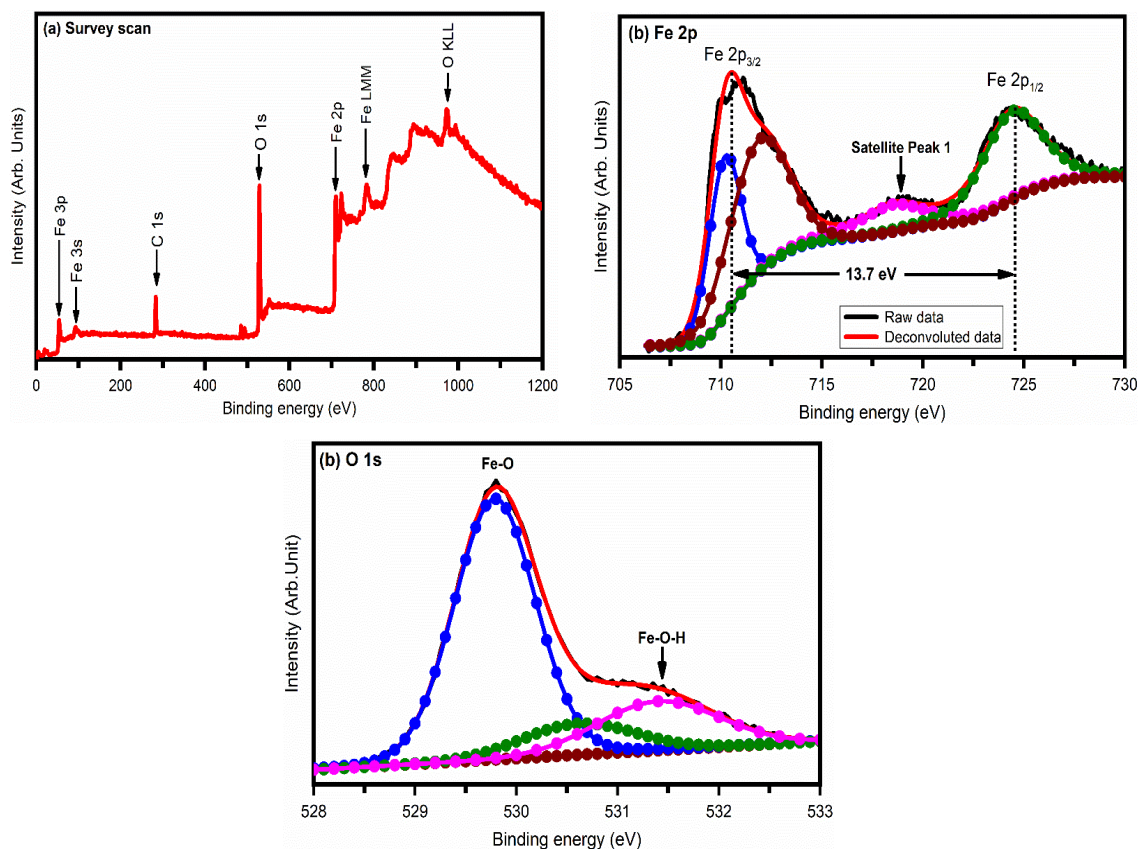 (a) Survey scan
Fe 3p
Fe 3s
C 1s
O 1s
Fe 2p
Fe LMM
O KLL
Intensity (Arb. Units)
0 200 400 600 800 1000 1200
Binding energy (eV)
(b) Fe 2p
Fe 2p3/2
Fe 2p1/2
Satellite Peak 1
13.7 eV
Raw data
Deconvoluted data
Intensity (Arb. Units)
705 710 715 720 725 730
Binding energy (eV)
(b) O 1s
Fe-O
Fe-O-H
Intensity (Arb.Unit)
528 529 530 531 532 533
Binding energy (eV)